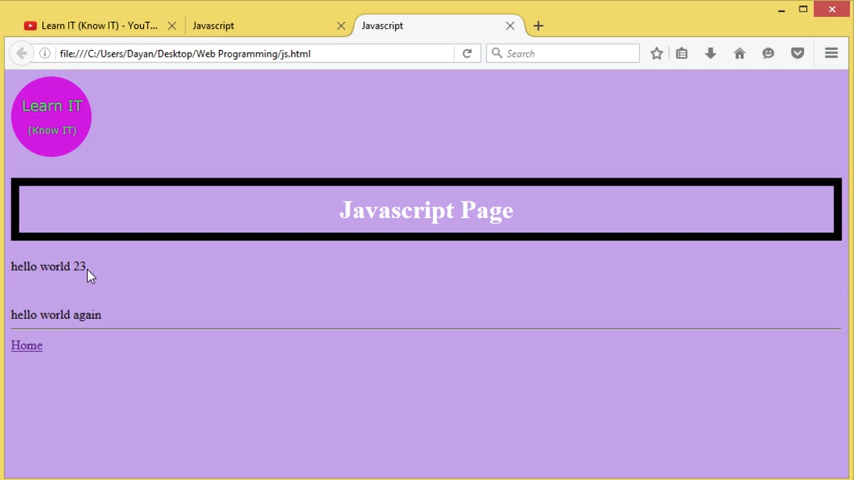 Learn IT (Know IT) - YouT...
Javascript
Javascript
file:///C:/Users/Dayan/Desktop/Web Programming/js.html
Search
Learn IT
(Know IT)
Javascript Page
hello world 23
hello world again
Home